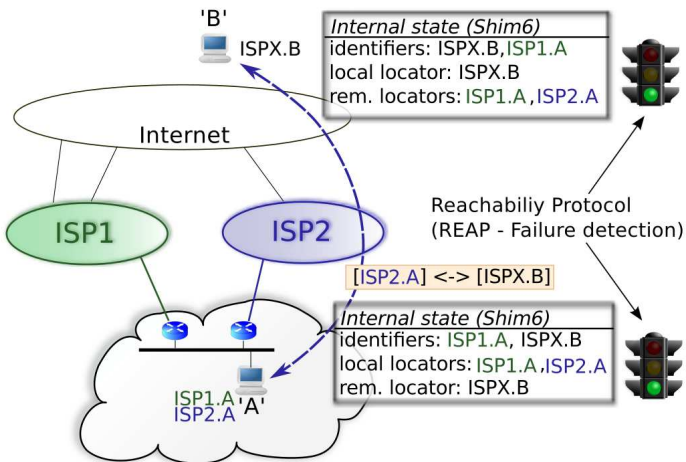 'B'
ISPX.B
Internal state (Shim6)
identifiers: ISPX.B,ISP1.A
local locator: ISPX.B
rem. locators: ISP1.A ,ISP2.A
Internet
ISP1
ISP2
Reachabiliy Protocol
(REAP - Failure detection)
[ISP2.A] <-> [ISPX.B]
Internal state (Shim6)
identifiers: ISP1.A, ISPX.B
local locators: ISP1.A ,ISP2.A
rem. locator: ISPX.B
ISP1.A
ISP2.A
'A'